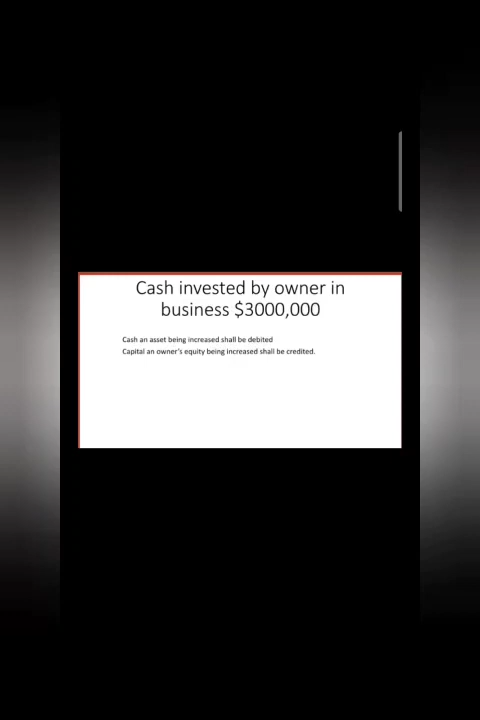 Cash invested by owner in
business $3000,000
Cash an asset being increased shall be debited
Capital an owner's equity being increased shall be credited.